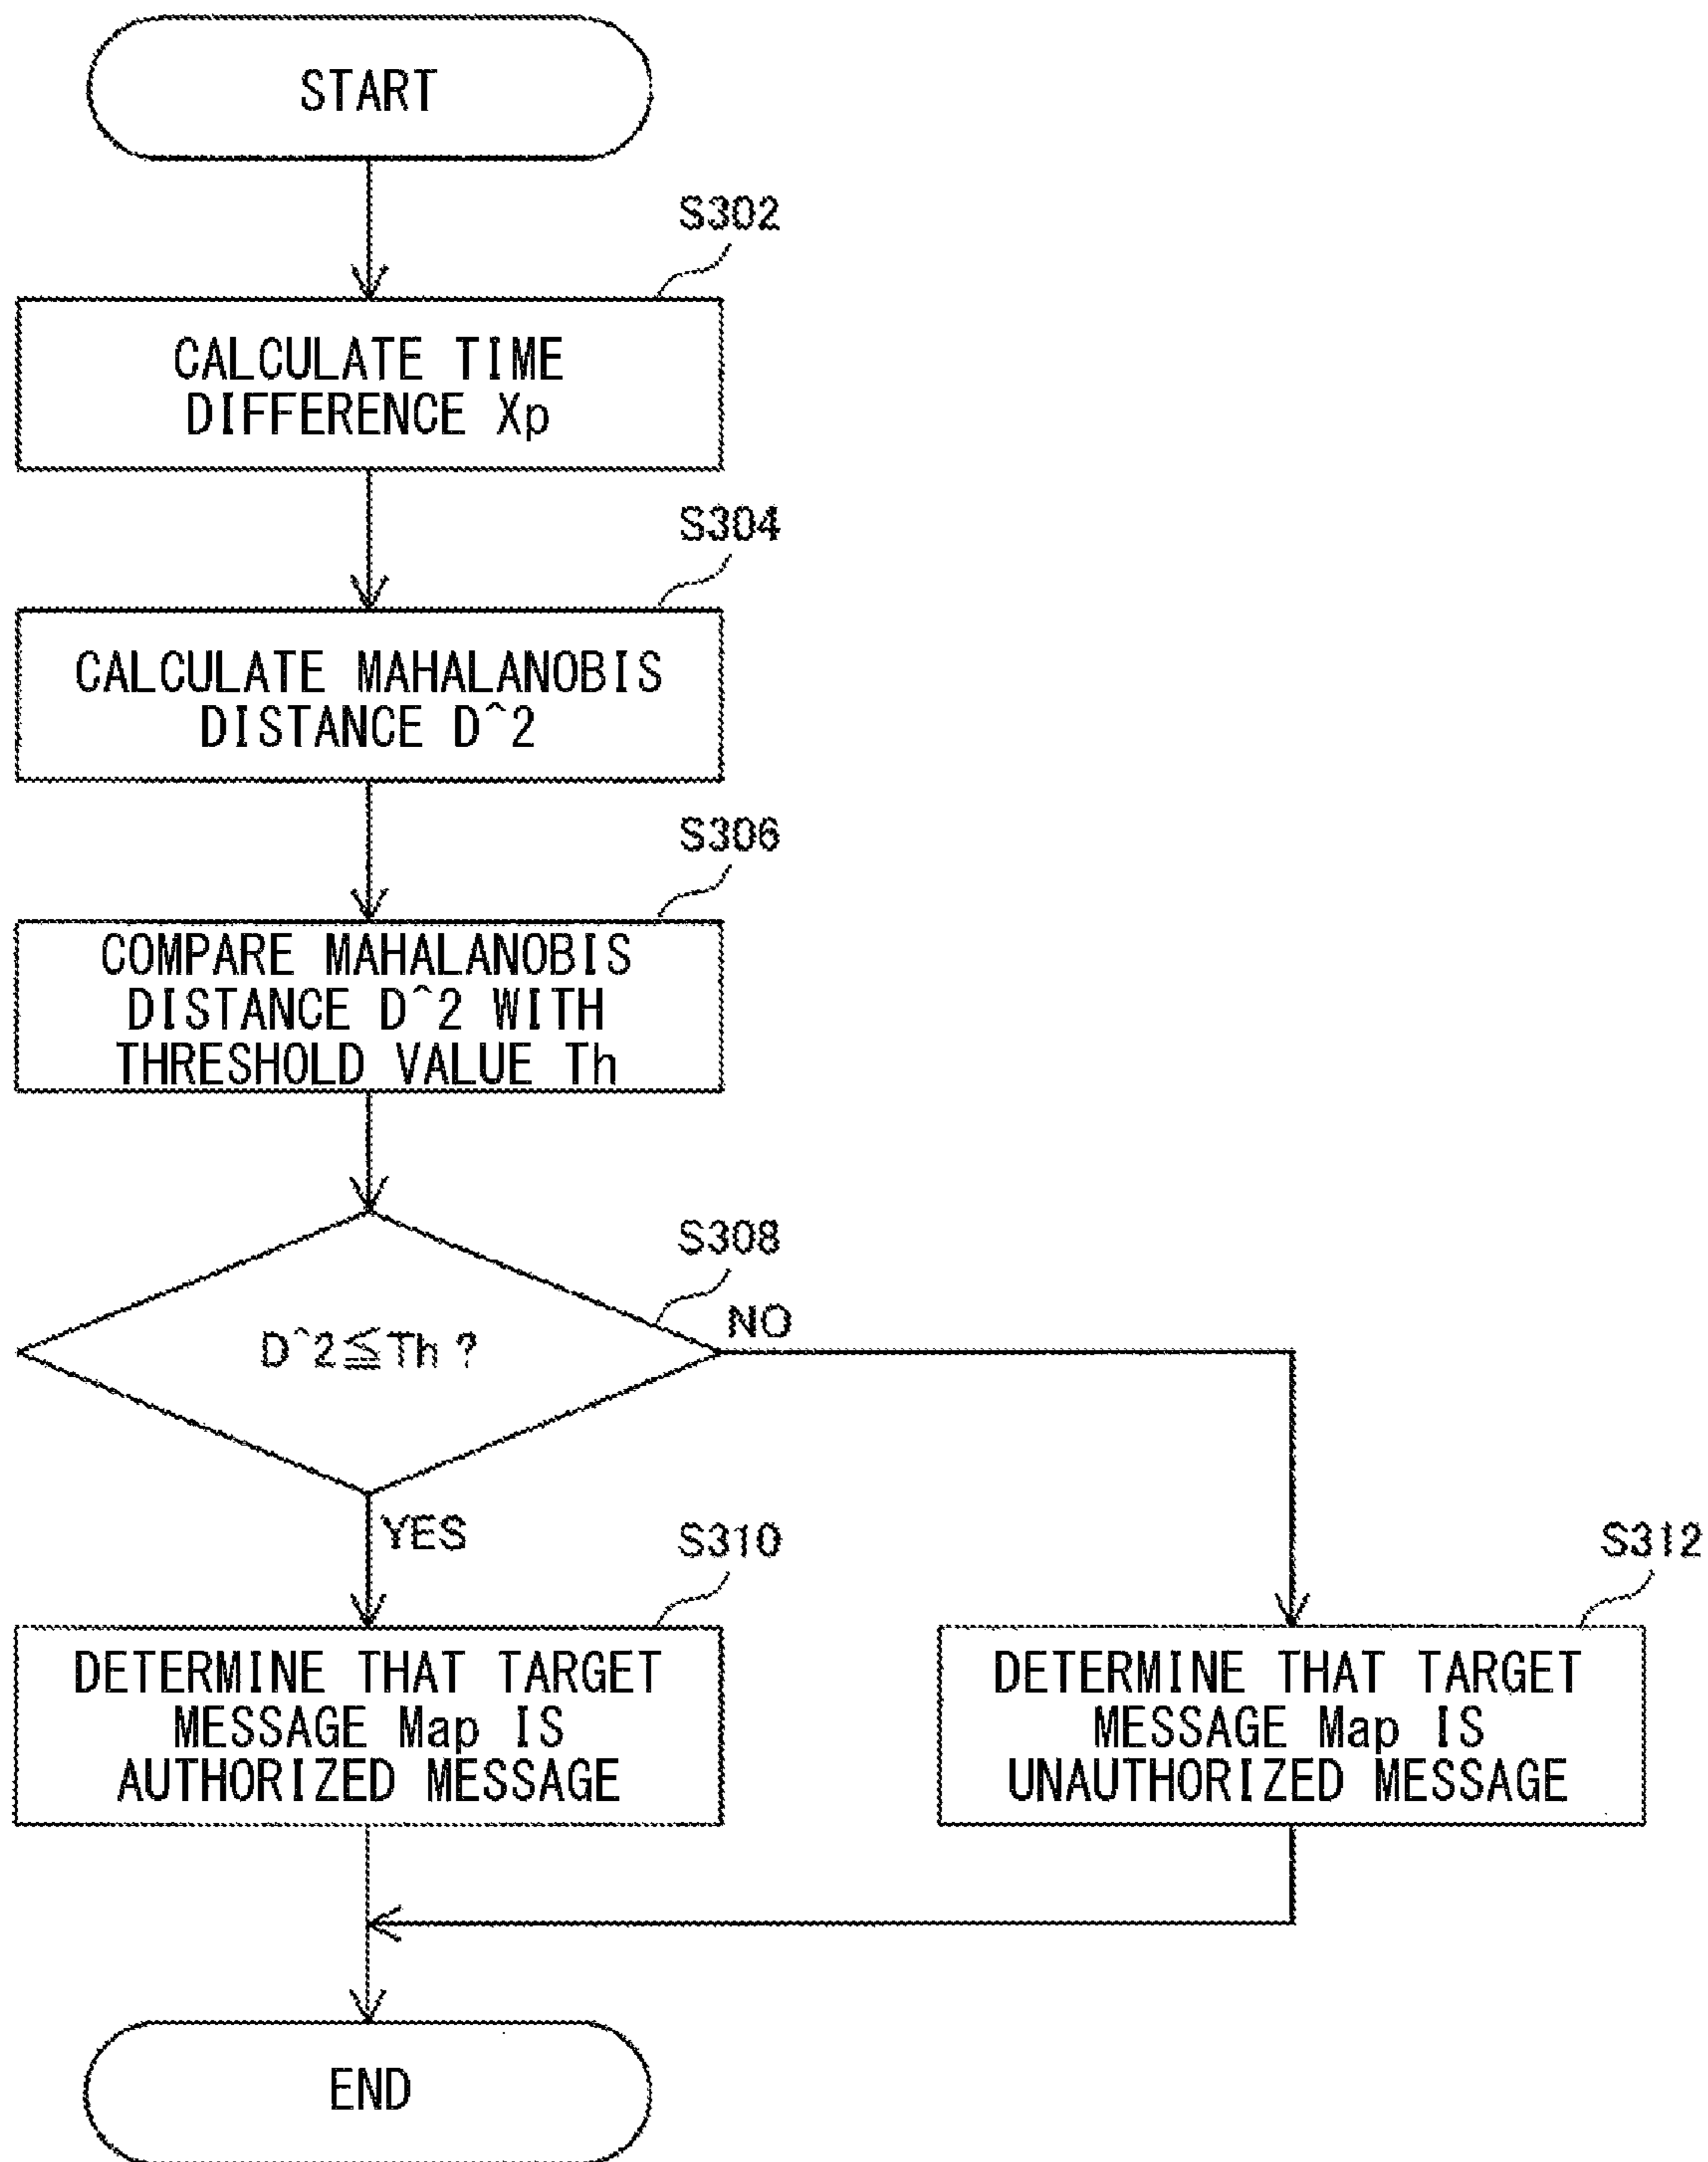 START
S302
CALCULATE TIME
DIFFERENCE Xp
S304
CALCULATE MAHALANOBIS
DISTANCE D^2
S306
COMPARE MAHALANOBIS
DISTANCE D^2 WITH
THRESHOLD VALUE Th
S308
D^2≦Th ?
NO
YES
S310
DETERMINE THAT TARGET
MESSAGE Map IS
AUTHORIZED MESSAGE
S312
DETERMINE THAT TARGET
MESSAGE Map IS
UNAUTHORIZED MESSAGE
END